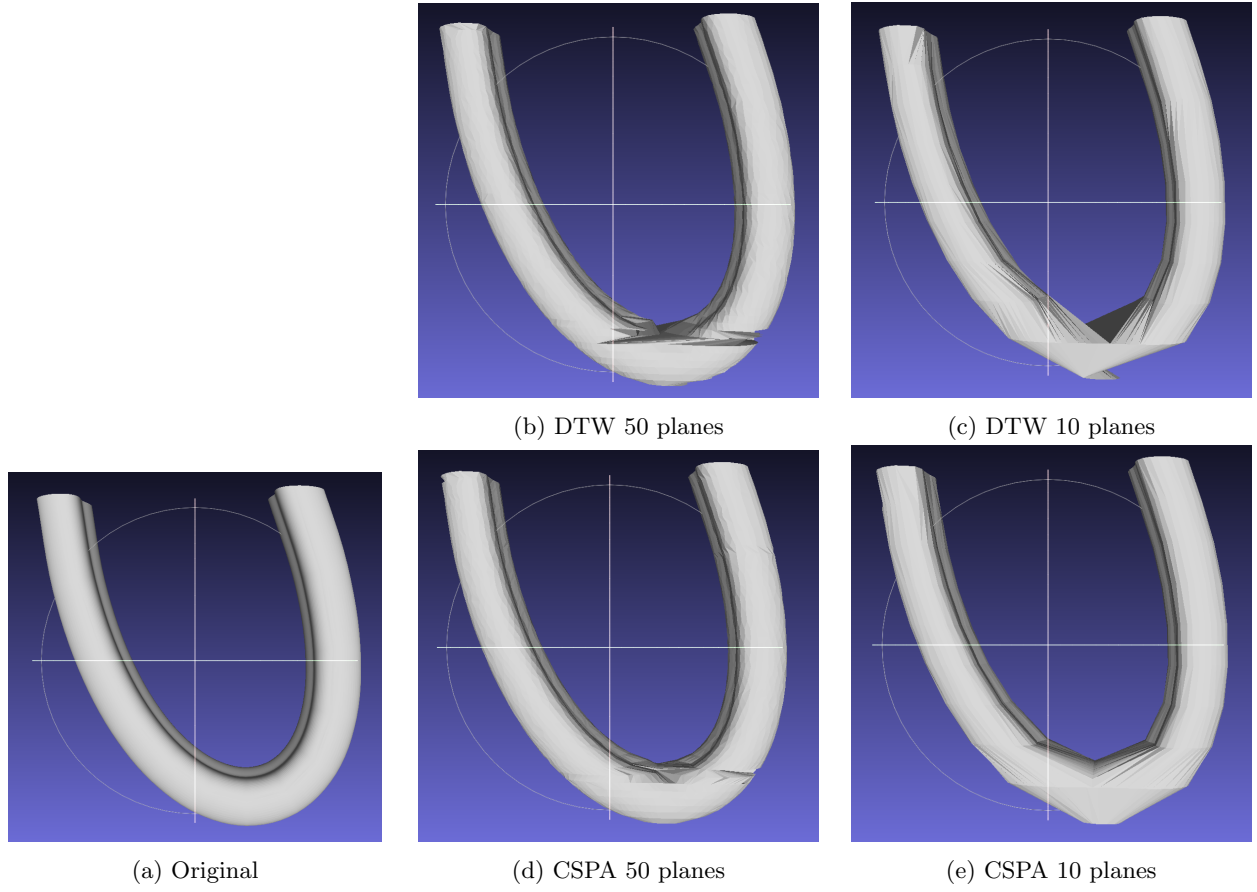 (b) DTW 50 planes
(c) DTW 10 planes
(a) Original
(d) CSPA 50 planes
(e) CSPA 10 planes